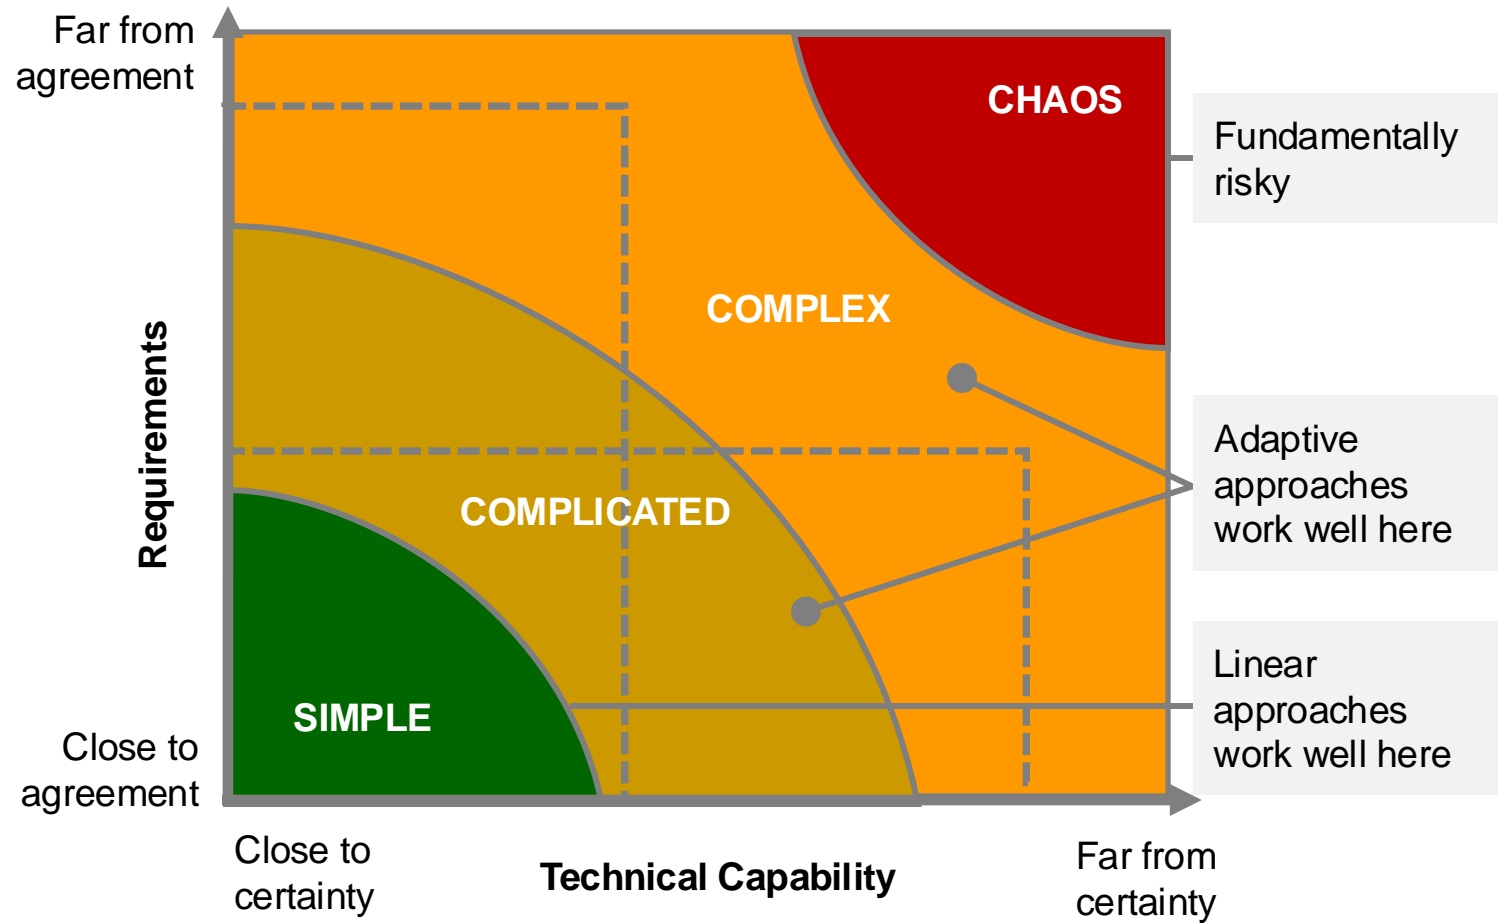 Far from
agreement
CHAOS
Fundamentally
risky
COMPLEX
Requirements
Adaptive
approaches
work well here
COMPLICATED
Linear
approaches
work well here
SIMPLE
Close to
agreement
Close to
certainty
Technical Capability
Far from
certainty